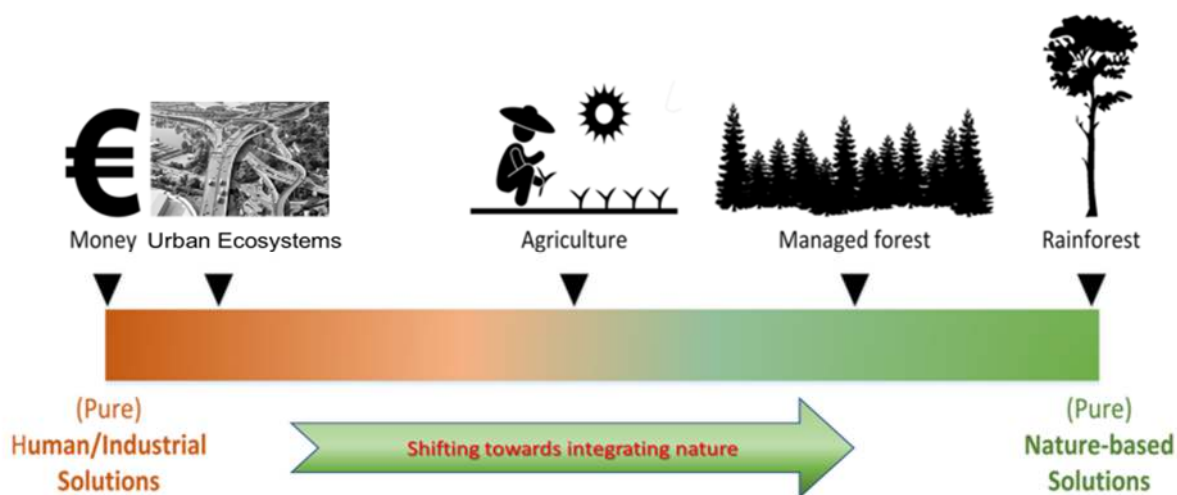 €
Money Urban Ecosystems Agriculture Managed forest Rainforest
(Pure) (Pure)
Human/Industrial Shifting towards integrating nature Nature-based
Solutions Solutions